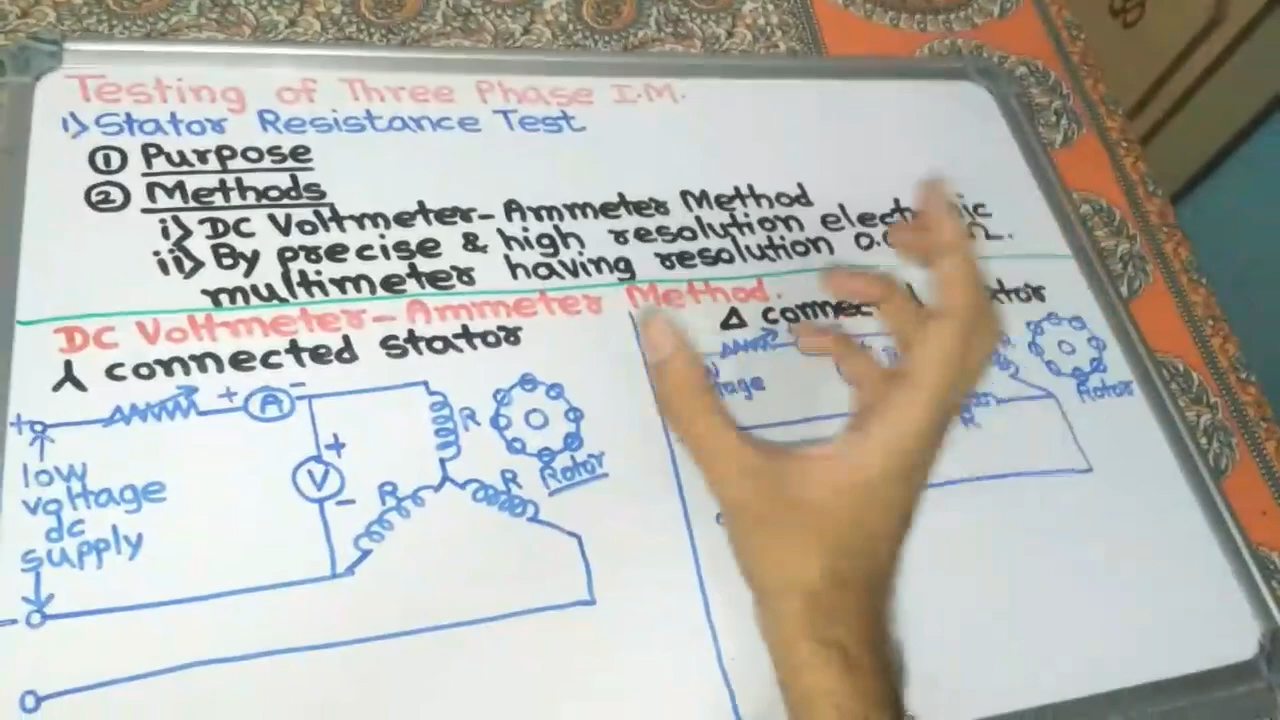 Testing of Three Phase I.M.
1) Stator Resistance Test
① Purpose
② Methods
i) DC Voltmeter-Ammeter Method
ii) By precise & high resolution
multimeter having resolution
DC Voltmeter-Ammeter Method.
⅄ connected stator
+ + A -
low
voltage
dc
supply
-
+
V
-
R
R
R
Rotor
Δ
R
Rotor